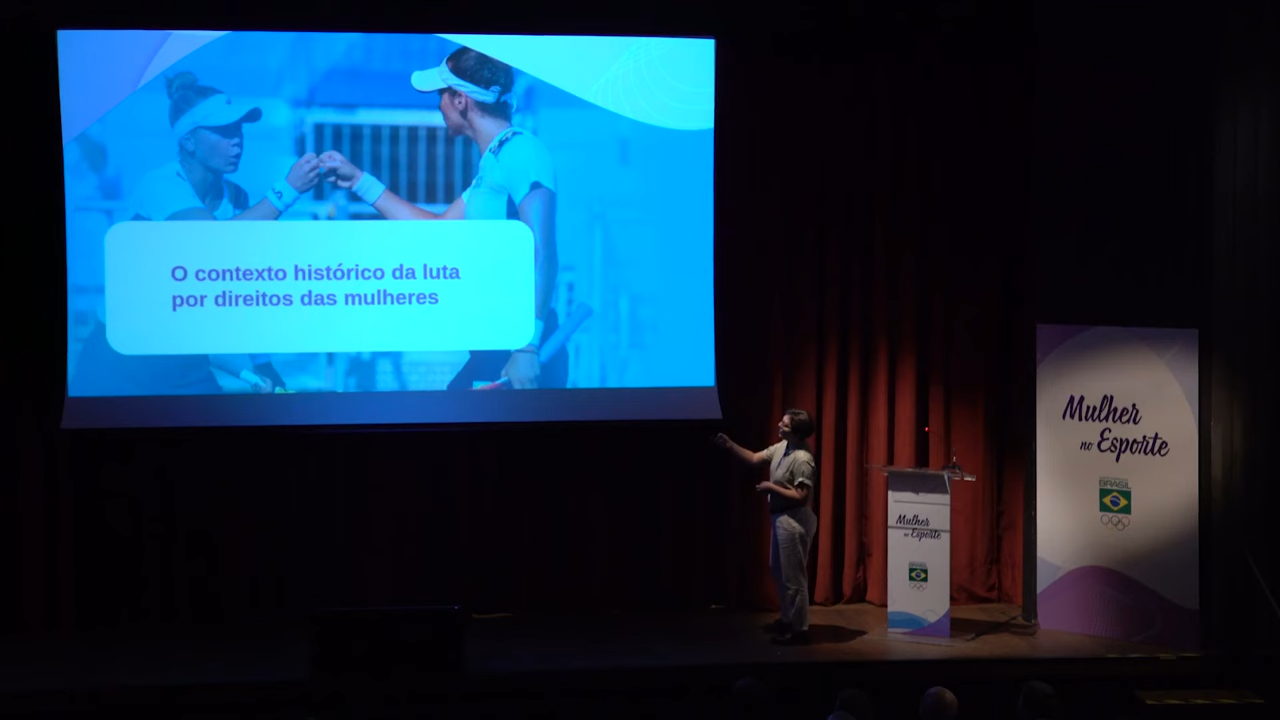 O contexto histórico da luta
por direitos das mulheres
Mulher
no Esporte
BRASIL
Mulher
no Esporte